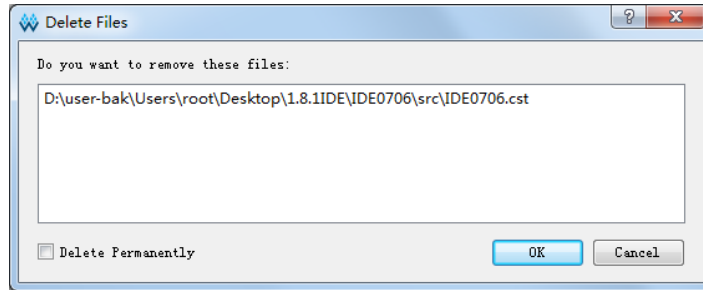 Delete Files
Do you want to remove these files:
D:\user-bak\Users\root\Desktop\1.8.1IDE\IDE0706\src\IDE0706.cst
Delete Permanently
OK
Cancel